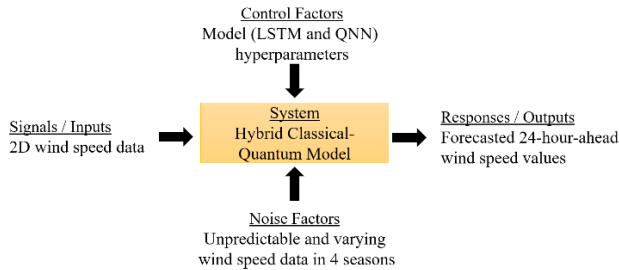 Control Factors
Model (LSTM and QNN)
hyperparameters
Signals / Inputs
2D wind speed data
System
Hybrid Classical-
Quantum Model
Responses / Outputs
Forecasted 24-hour-ahead
wind speed values
Noise Factors
Unpredictable and varying
wind speed data in 4 seasons